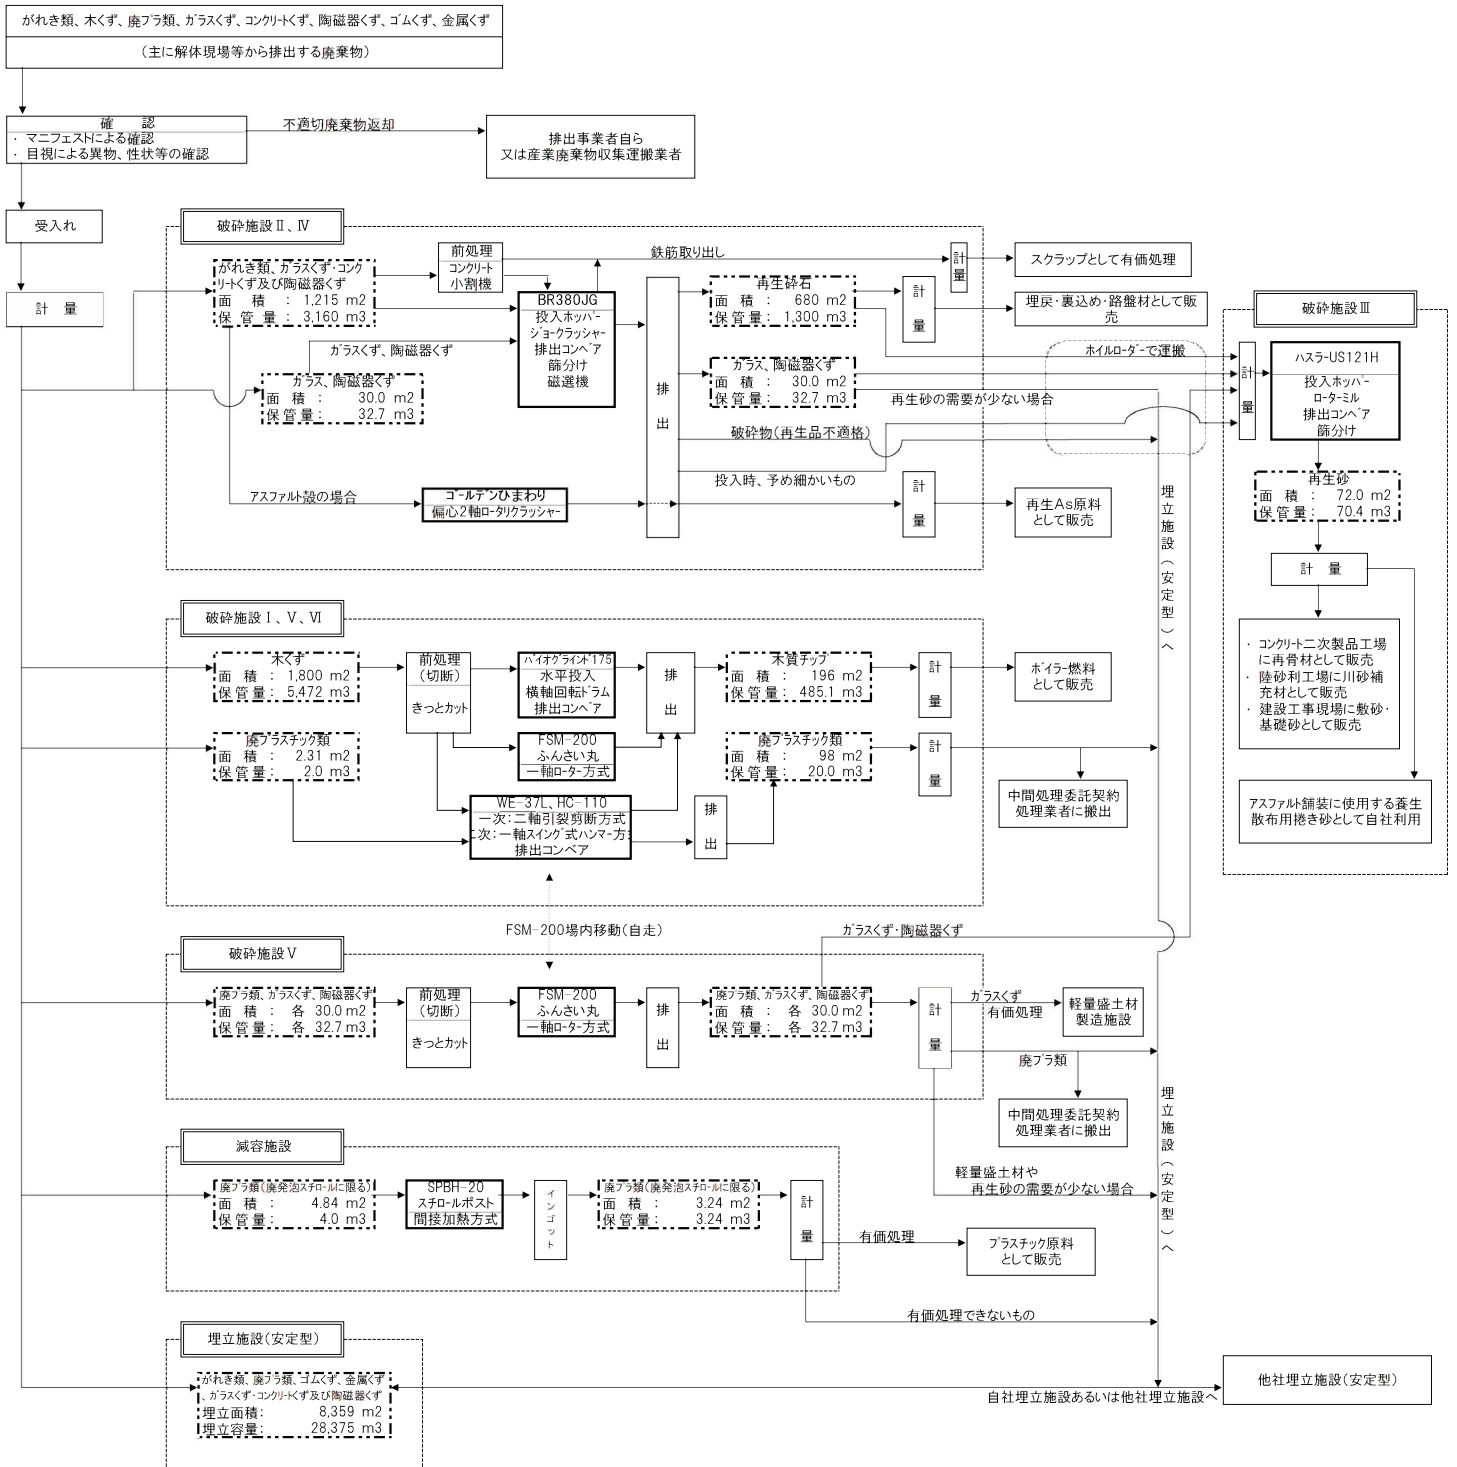 がれき類、木くず、廃プラ類、ガラスくず、コンクリートくず、陶磁器くず、ゴムくず、金属くず
（主に解体現場等から排出する廃棄物）
確　認
・ マニフェストによる確認
・ 目視による異物、性状等の確認
不適切廃棄物返却
排出事業者自ら
又は産業廃棄物収集運搬業者
受入れ
計　量
破砕施設Ⅱ、Ⅳ
がれき類、ガラスくず・コンク
リートくず及び陶磁器くず
面　積 ： 1,215 m2
保 管 量 ： 3,160 m3
前処理
コンクリート
小割機
鉄筋取り出し
計量
スクラップとして有価処理
BR380JG
投入ホッパー
ジョークラッシャー
排出コンベア
篩分け
磁選機
ガラスくず、陶磁器くず
ガラス、陶磁器くず
面　積 ： 30.0 m2
保管量： 32.7 m3
排出
再生砕石
面　積 ： 680 m2
保管量： 1,300 m3
計量
埋戻・裏込め・路盤材として販
売
ホイルローダーで運搬
ガラス、陶磁器くず
面　積 ： 30.0 m2
保管量： 32.7 m3
再生砂の需要が少ない場合
破砕物（再生品不適格）
投入時、予め細かいもの
アスファルト殻の場合
ゴールデンひまわり
偏心2軸ロータリクラッシャー
計量
再生As原料
として販売
埋立施設（安定型）へ
破砕施設Ⅲ
計量
ハスラーUS121H
投入ホッパー
ローターミル
排出コンベア
篩分け
再生砂
面　積 ： 72.0 m2
保管量： 70.4 m3
計　量
・ コンクリート二次製品工場
に再骨材として販売
・ 陸砂利工場に川砂補
充材として販売
・ 建設工事現場に敷砂・
基礎砂として販売
アスファルト舗装に使用する養生
散布用撒き砂として自社利用
破砕施設Ⅰ、Ⅴ、Ⅵ
木くず
面　積 ： 1,800 m2
保管量： 5,472 m3
前処理
（切断）
きっとカット
バイオグラインド175
水平投入
横軸回転ドラム
排出コンベア
排出
木質チップ
面　積 ： 196 m2
保管量： 485.1 m3
計量
ボイラー燃料
として販売
廃プラスチック類
面　積 ： 2.31 m2
保管量： 2.0 m3
FSM-200
ふんさい丸
一軸ローター方式
廃プラスチック類
面　積 ： 98 m2
保管量： 20.0 m3
計量
中間処理委託契約
処理業者に搬出
WE-37L、HC-110
一次：二軸引裂剪断方式
次：一軸スイング式ハンマー方
排出コンベア
排出
FSM-200場内移動（自走）
破砕施設Ⅴ
ガラスくず・陶磁器くず
廃プラ類、ガラスくず、陶磁器くず
面　積 ： 各 30.0 m2
保管量： 各 32.7 m3
前処理
（切断）
きっとカット
FSM-200
ふんさい丸
一軸ローター方式
排出
廃プラ類、ガラスくず、陶磁器くず
面　積 ： 各 30.0 m2
保管量： 各 32.7 m3
計量
ガラスくず
有価処理
軽量盛土材
製造施設
廃プラ類
中間処理委託契約
処理業者に搬出
埋立施設（安定型）へ
軽量盛土材や
再生砂の需要が少ない場合
減容施設
廃プラ類（廃発泡スチロールに限る）
面　積 ： 4.84 m2
保管量： 4.0 m3
SPBH-20
スチロールポスト
間接加熱方式
インゴット
廃プラ類（廃発泡スチロールに限る）
面　積 ： 3.24 m2
保管量： 3.24 m3
計量
有価処理
プラスチック原料
として販売
有価処理できないもの
埋立施設（安定型）
がれき類、廃プラ類、ゴムくず、金属くず
、ガラスくず・コンクリートくず及び陶磁器くず
埋立面積： 8,359 m2
埋立容量： 28,375 m3
自社埋立施設あるいは他社埋立施設へ
他社埋立施設（安定型）